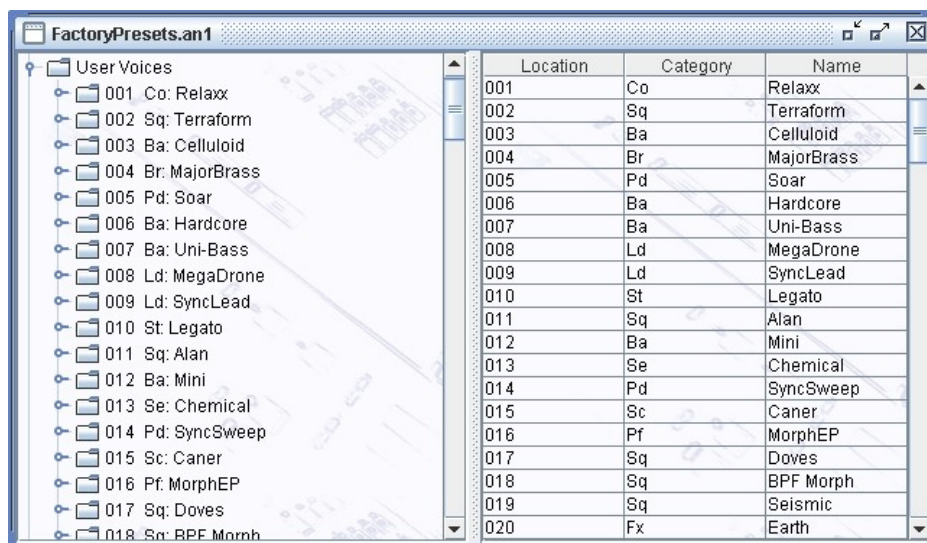 FactoryPresets.an1
User Voices
001 Co: Relaxx
002 Sq: Terraform
003 Ba: Celluloid
004 Br: MajorBrass
005 Pd: Soar
006 Ba: Hardcore
007 Ba: Uni-Bass
008 Ld: MegaDrone
009 Ld: SyncLead
010 St: Legato
011 Sq: Alan
012 Ba: Mini
013 Se: Chemical
014 Pd: SyncSweep
015 Sc: Caner
016 Pf: MorphEP
017 Sq: Doves
018 Sq: BPF Morph
Location Category Name
001 Co Relaxx
002 Sq Terraform
003 Ba Celluloid
004 Br MajorBrass
005 Pd Soar
006 Ba Hardcore
007 Ba Uni-Bass
008 Ld MegaDrone
009 Ld SyncLead
010 St Legato
011 Sq Alan
012 Ba Mini
013 Se Chemical
014 Pd SyncSweep
015 Sc Caner
016 Pf MorphEP
017 Sq Doves
018 Sq BPF Morph
019 Sq Seismic
020 Fx Earth